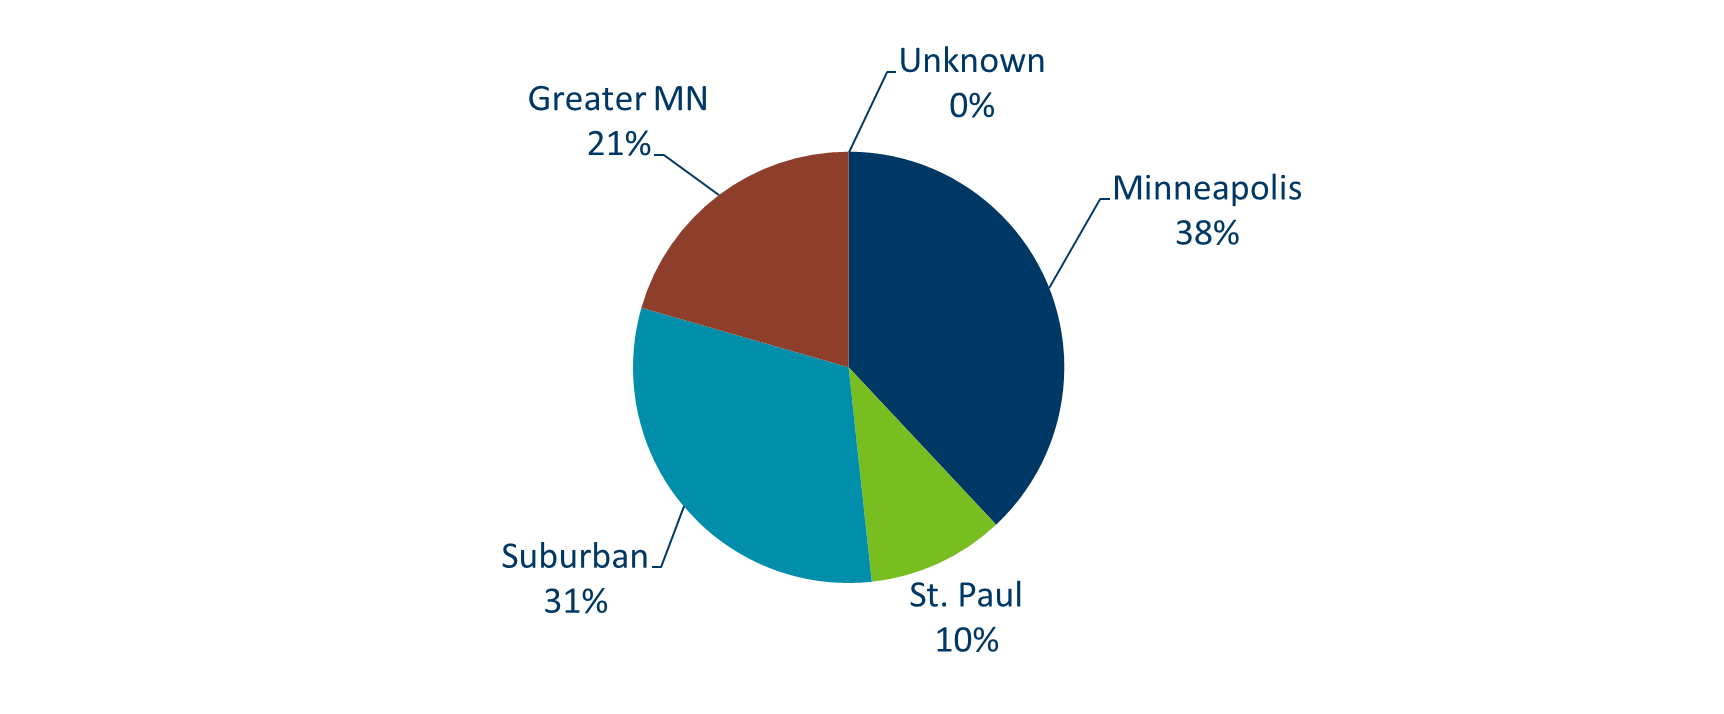 Unknown
0%
Greater MN
21%
Minneapolis
38%
Suburban
31%
St. Paul
10%